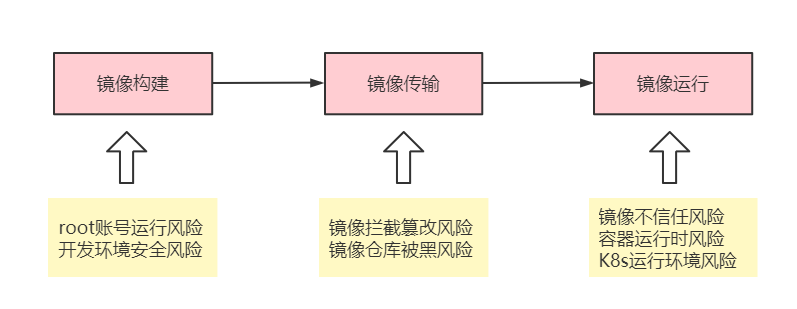 镜像构建
镜像传输
镜像运行
root账号运行风险
开发环境安全风险
镜像拦截篡改风险
镜像仓库被黑风险
镜像不信任风险
容器运行时风险
K8s运行环境风险